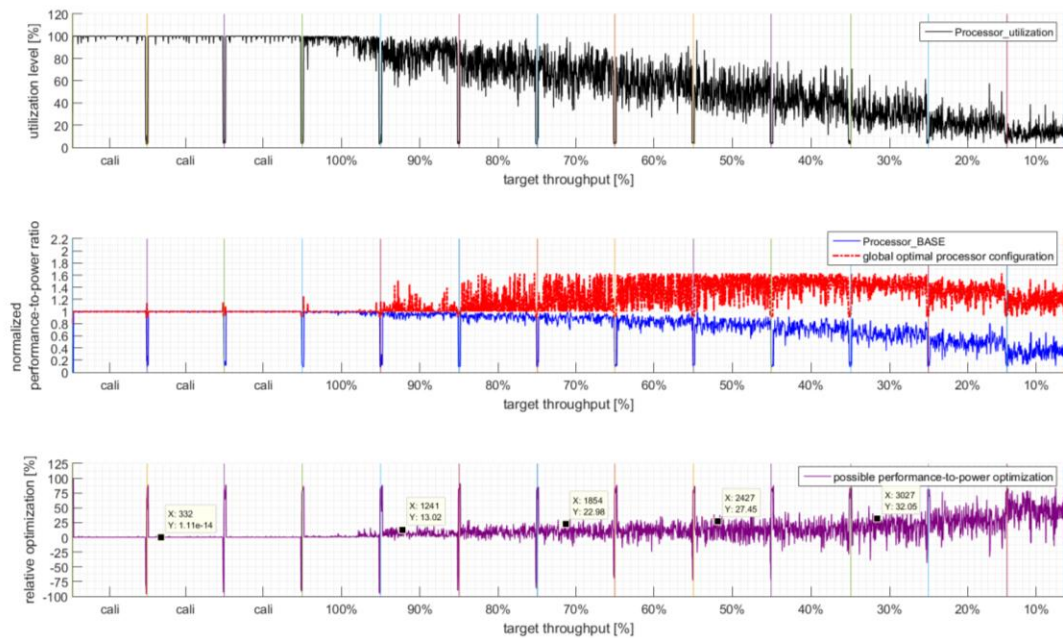 utilization level [%]
120
100
80
60
40
20
0
Processor_utilization
cali cali cali 100% 90% 80% 70% 60% 50% 40% 30% 20% 10%
target throughput [%]
normalized
performance-to-power ratio
2.2
2
1.8
1.6
1.4
1.2
1
0.8
0.6
0.4
0.2
0
Processor_BASE
global optimal processor configuration
cali cali cali 100% 90% 80% 70% 60% 50% 40% 30% 20% 10%
target throughput [%]
relative optimization [%]
125
100
75
50
25
0
-25
-50
-75
-100
possible performance-to-power optimization
X: 332
Y: 1.11e-14
X: 1241
Y: 13.02
X: 1854
Y: 22.98
X: 2427
Y: 27.45
X: 3027
Y: 32.05
cali cali cali 100% 90% 80% 70% 60% 50% 40% 30% 20% 10%
target throughput [%]